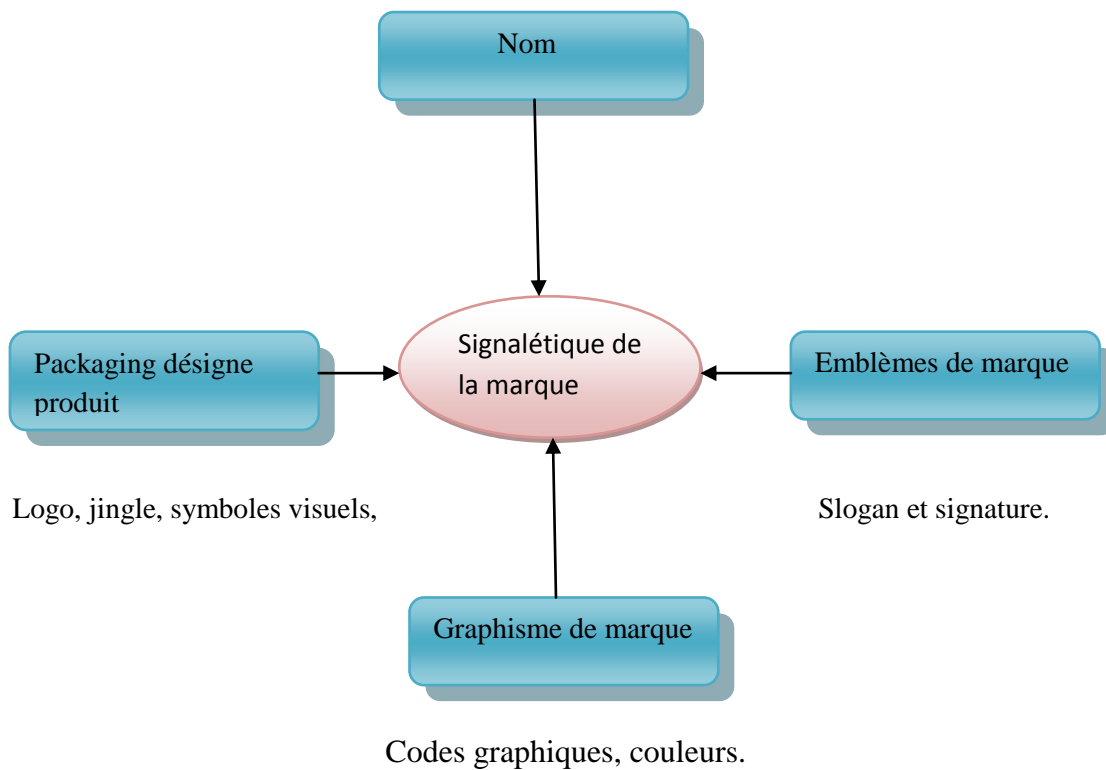 Nom
Signalétique de
la marque
Packaging désigne
produit
Emblèmes de marque
Logo, jingle, symboles visuels,
Slogan et signature.
Graphisme de marque
Codes graphiques, couleurs.